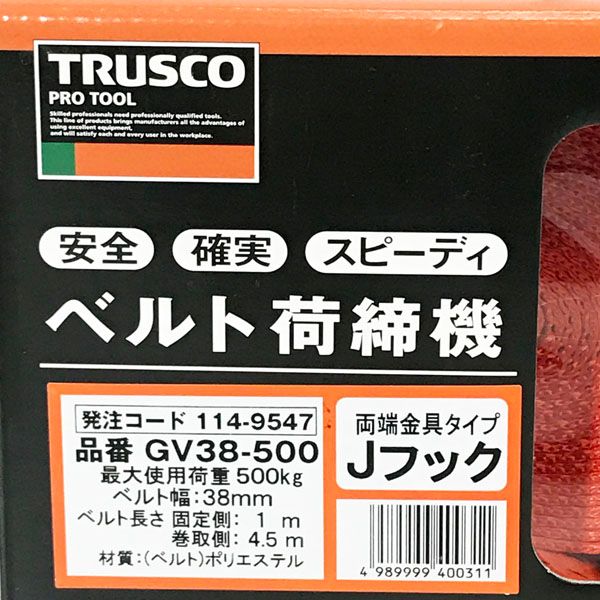 TRUSCO
PRO TOOL
Skilled professionals need professionally qualified tools.
This line of products brings manufacturers all the advantages of
using excellent equipment,
and will satisfy each and every user in the workplace.
安全 確実 スピーディ
ベルト荷締機
発注コード 114-9547
品番 GV38-500
最大使用荷重500kg
ベルト幅:38mm
ベルト長さ 固定側: 1 m
巻取側: 4.5 m
材質:(ベルト)ポリエステル
両端金具タイプ
Jフック
4 989999 400311